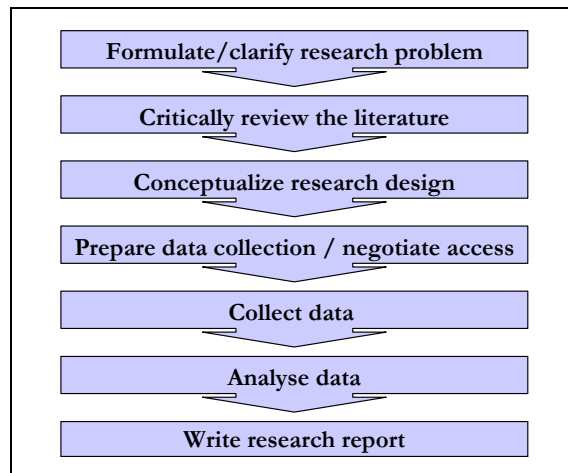 Formulate/clarify research problem
Critically review the literature
Conceptualize research design
Prepare data collection / negotiate access
Collect data
Analyse data
Write research report